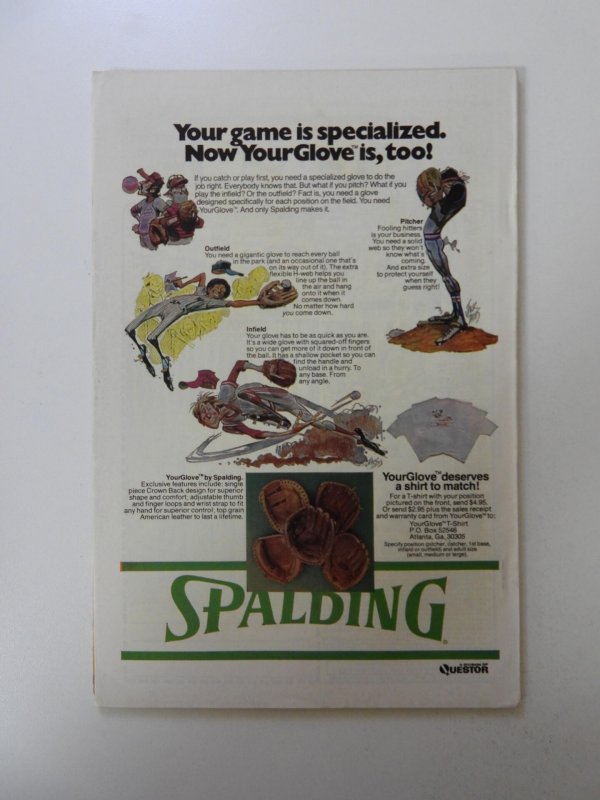 Your game is specialized.
Now YourGlove™ is, too!
If you catch or play first, you need a specialized glove to do the
job right. Everybody knows that. But what if you pitch? What if you
play the infield? Or the outfield? Fact is, you need a glove
designed specifically for each position on the field. You need
YourGlove™. And only Spalding makes it.
Pitcher
Fooling hitters
is your business.
You need a solid
web so they won't
know what's
coming.
And extra size
to protect yourself
when they
guess right!
Outfield
You need a gigantic glove to reach every ball
in the park (and an occasional one that's
on its way out of it). The extra
flexible H-web helps you
line up the ball in
the air and hang
onto it when it
comes down.
No matter how hard
you come down.
Infield
Your glove has to be as quick as you are.
It's a wide glove with squared-off fingers
so you can get more of it down in front of
the ball. It has a shallow pocket so you can
find the handle and
unload in a hurry. To
any base. From
any angle.
YourGlove™ by Spalding.
Exclusive features include: single
piece Crown Back design for superior
shape and comfort; adjustable thumb
and finger loops and wrist strap to fit
any hand for superior control; top grain
American leather to last a lifetime.
YourGlove™ deserves
a shirt to match!
For a T-shirt with your position
pictured on the front, send $4.95.
Or send $2.95 plus the sales receipt
and warranty card from YourGlove™ to:
YourGlove™ T-Shirt
P.O. Box 52546
Atlanta, Ga. 30305
Specify position (pitcher, catcher, 1st base,
infield or outfield) and adult size
(small, medium or large).
SPALDING®
A DIVISION OF
QUESTOR